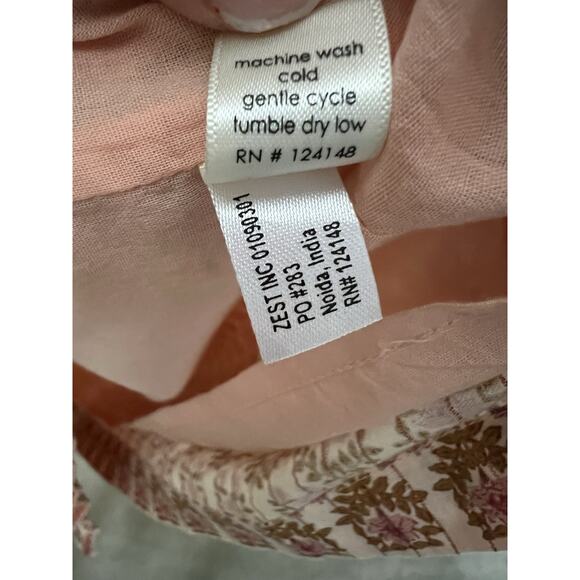 machine wash
cold
gentle cycle
tumble dry low
RN # 124148
ZEST INC 01090301
PO #283
Noida, India
RN# 124148